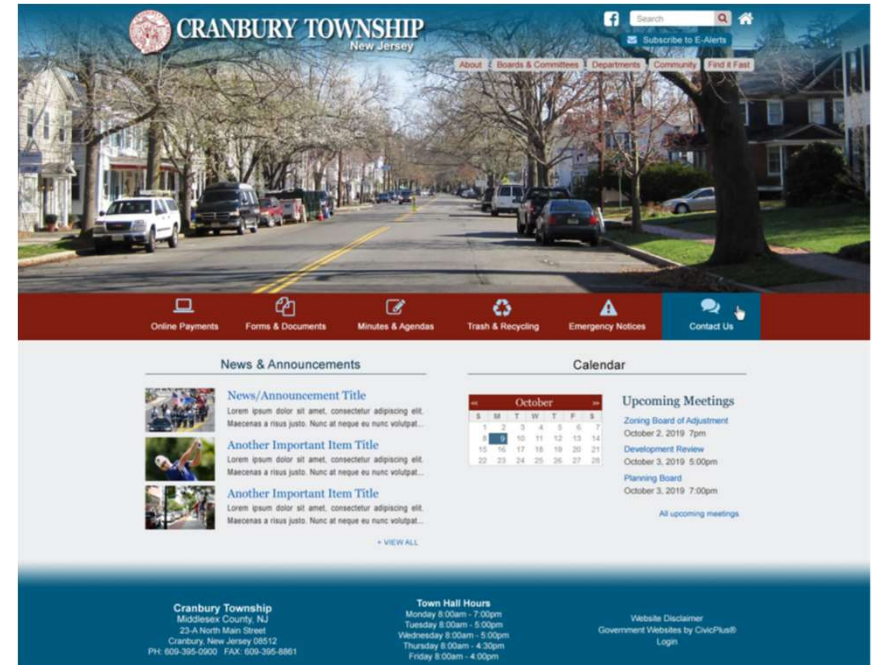 CRANBURY TOWNSHIP
New Jersey
Search
Subscribe to E-Alerts
About Boards & Committees Departments Community Find it Fast
Online Payments Forms & Documents Minutes & Agendas Trash & Recycling Emergency Notices Contact Us
News & Announcements
News/Announcement Title
Lorem ipsum dolor sit amet, consectetur adipiscing elit.
Maecenas a risus justo. Nunc at neque eu nunc volutpat...
Another Important Item Title
Lorem ipsum dolor sit amet, consectetur adipiscing elit.
Maecenas a risus justo. Nunc at neque eu nunc volutpat...
Another Important Item Title
Lorem ipsum dolor sit amet, consectetur adipiscing elit.
Maecenas a risus justo. Nunc at neque eu nunc volutpat...
+ VIEW ALL
Calendar
« October »
S M T W T F S
1 2 3 4 5 6 7
8 9 10 11 12 13 14
15 16 17 18 19 20 21
22 23 24 25 26 27 28
Upcoming Meetings
Zoning Board of Adjustment
October 2, 2019 7pm
Development Review
October 3, 2019 5:00pm
Planning Board
October 3, 2019 7:00pm
All upcoming meetings
Cranbury Township
Middlesex County, NJ
23-A North Main Street
Cranbury, New Jersey 08512
PH: 609-395-0900 FAX: 609-395-8861
Town Hall Hours
Monday 8:00am - 7:00pm
Tuesday 8:00am - 5:00pm
Wednesday 8:00am - 5:00pm
Thursday 8:00am - 4:30pm
Friday 8:00am - 4:00pm
Website Disclaimer
Government Websites by CivicPlus®
Login